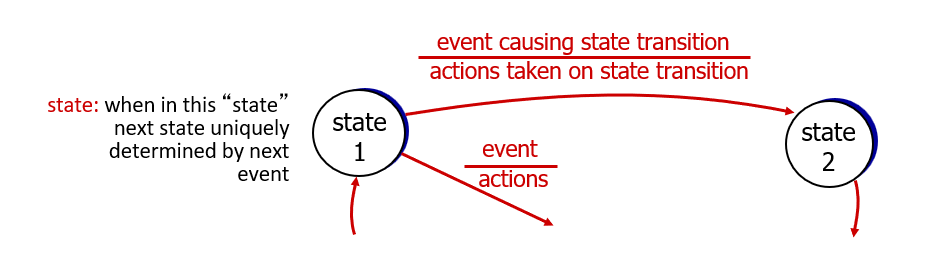 event causing state transition
actions taken on state transition
state: when in this “state”
next state uniquely
determined by next
event
state
1
event
actions
state
2